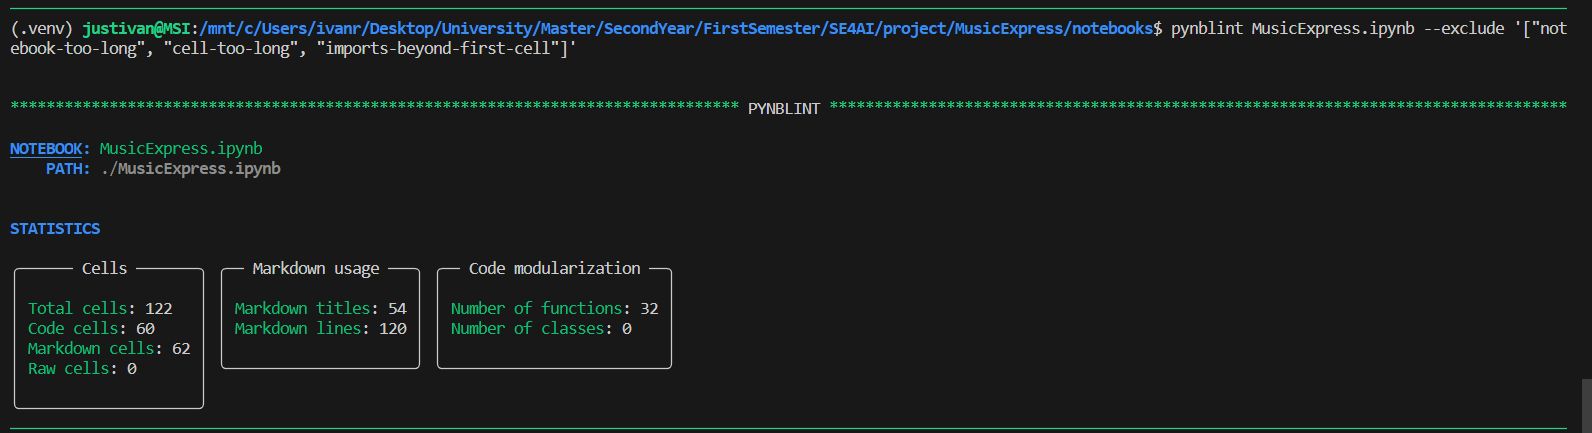 (.venv) justivan@MSI:/mnt/c/Users/ivanr/Desktop/University/Master/SecondYear/FirstSemester/SE4AI/project/MusicExpress/notebooks$ pynblint MusicExpress.ipynb --exclude '["not
ebook-too-long", "cell-too-long", "imports-beyond-first-cell"]'
********************************************************************************* PYNBLINT **********************************************************************************
NOTEBOOK: MusicExpress.ipynb
PATH: ./MusicExpress.ipynb
STATISTICS
Cells
Total cells: 122
Code cells: 60
Markdown cells: 62
Raw cells: 0
Markdown usage
Markdown titles: 54
Markdown lines: 120
Code modularization
Number of functions: 32
Number of classes: 0